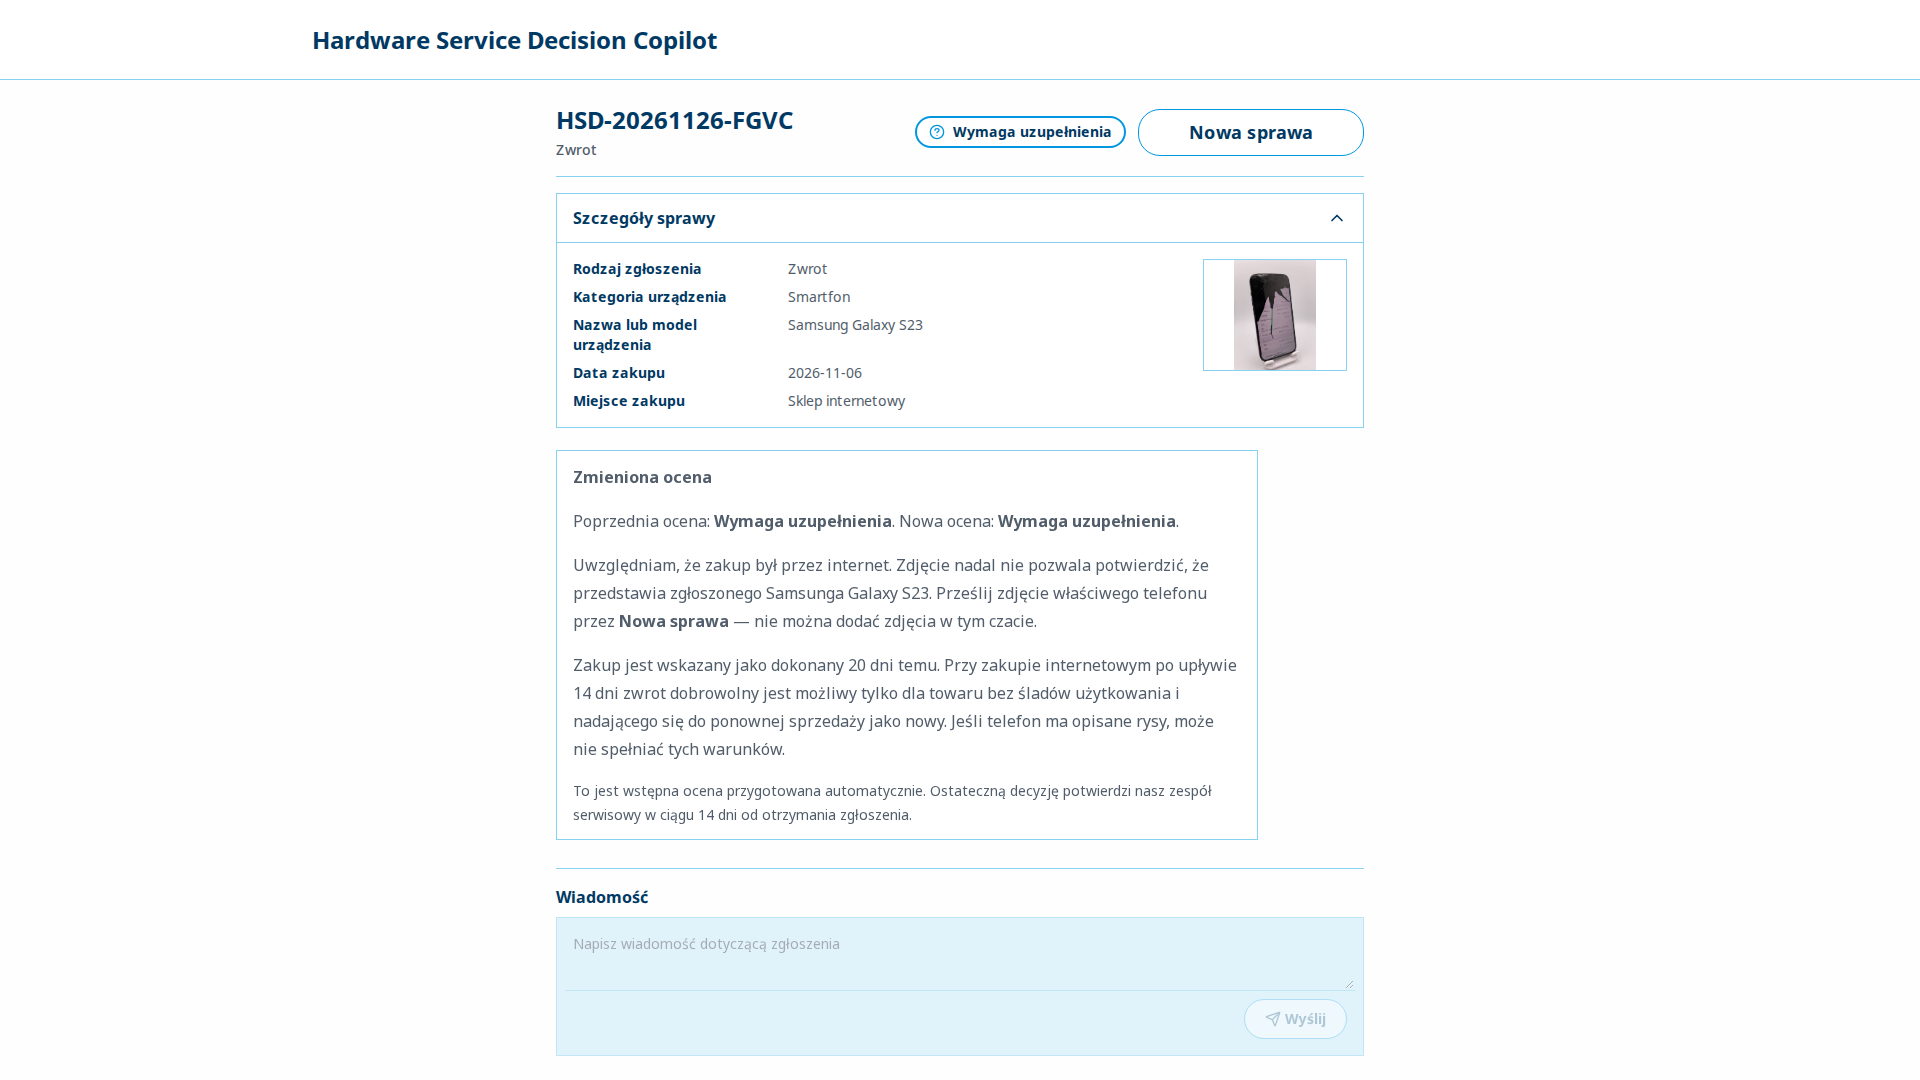 Hardware Service Decision Copilot
HSD-20261126-FGVC
Zwrot
Wymaga uzupełnienia
Nowa sprawa
Szczegóły sprawy
Rodzaj zgłoszenia
Zwrot
Kategoria urządzenia
Smartfon
Nazwa lub model
urządzenia
Samsung Galaxy S23
Data zakupu
2026-11-06
Miejsce zakupu
Sklep internetowy
Zmieniona ocena
Poprzednia ocena: Wymaga uzupełnienia. Nowa ocena: Wymaga uzupełnienia.
Uwzględniam, że zakup był przez internet. Zdjęcie nadal nie pozwala potwierdzić, że
przedstawia zgłoszonego Samsunga Galaxy S23. Prześlij zdjęcie właściwego telefonu
przez Nowa sprawa — nie można dodać zdjęcia w tym czacie.
Zakup jest wskazany jako dokonany 20 dni temu. Przy zakupie internetowym po upływie
14 dni zwrot dobrowolny jest możliwy tylko dla towaru bez śladów użytkowania i
nadającego się do ponownej sprzedaży jako nowy. Jeśli telefon ma opisane rysy, może
nie spełniać tych warunków.
To jest wstępna ocena przygotowana automatycznie. Ostateczną decyzję potwierdzi nasz zespół
serwisowy w ciągu 14 dni od otrzymania zgłoszenia.
Wiadomość
Napisz wiadomość dotyczącą zgłoszenia
Wyślij